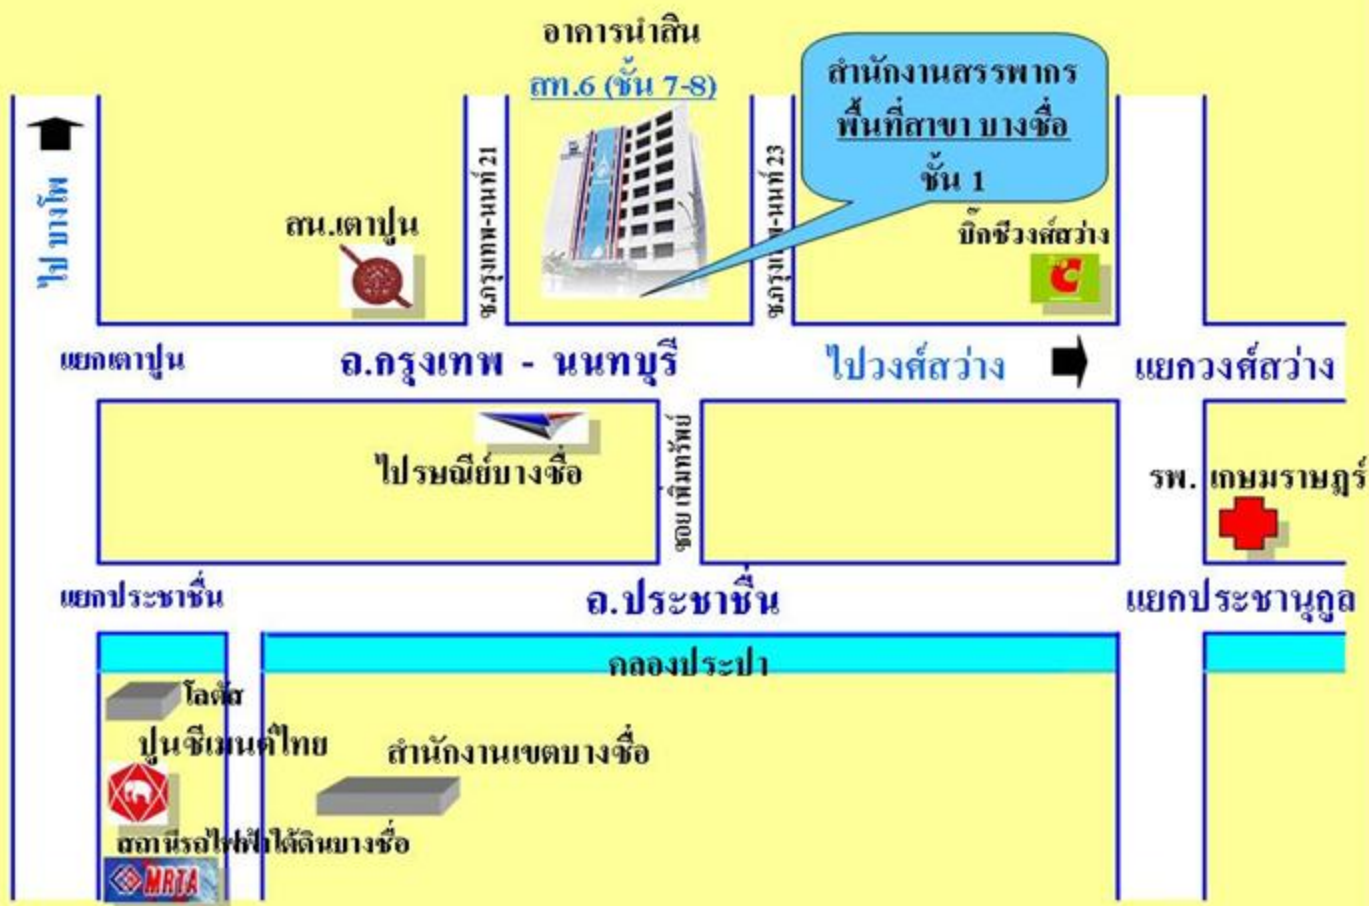 อาคารนำสิน
สท.6 (ชั้น 7-8)
สำนักงานสรรพากร
พื้นที่สาขา บางซื่อ
ชั้น 1
ไป บางโพ
สน.เตาปูน
ซ.กรุงเทพ-นนท์ 21
ซ.กรุงเทพ-นนท์ 23
บิ๊กซีวงศ์สว่าง
แยกเตาปูน
ถ.กรุงเทพ - นนทบุรี
ไปวงศ์สว่าง
แยกวงศ์สว่าง
ไปรษณีย์บางซื่อ
ซอย เพิ่มทรัพย์
รพ. เกษมราษฎร์
แยกประชาชื่น
ถ.ประชาชื่น
แยกประชานุกูล
คลองประปา
โลตัส
ปูนซีเมนต์ไทย
สำนักงานเขตบางซื่อ
สถานีรถไฟฟ้าใต้ดินบางซื่อ
MRTA